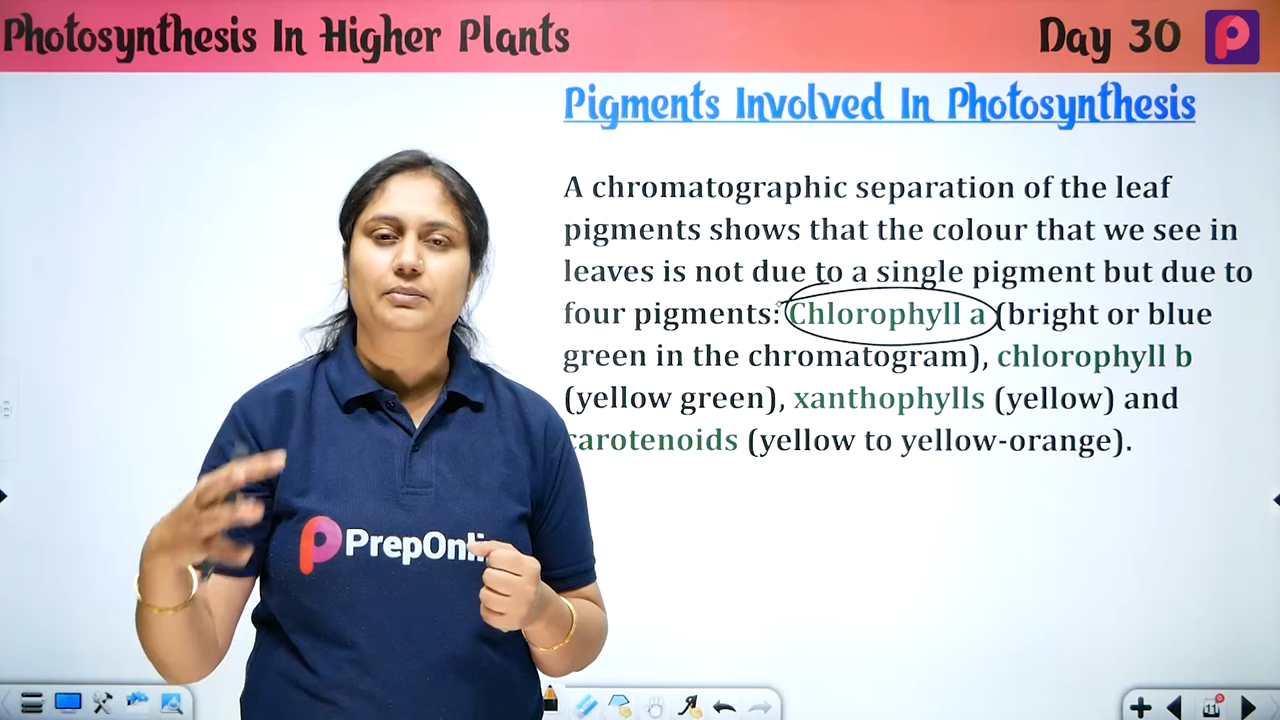 Photosynthesis In Higher Plants
Day 30
Pigments Involved In Photosynthesis
A chromatographic separation of the leaf
pigments shows that the colour that we see in
leaves is not due to a single pigment but due to
four pigments: Chlorophyll a (bright or blue
green in the chromatogram), chlorophyll b
(yellow green), xanthophylls (yellow) and
carotenoids (yellow to yellow-orange).
PrepOnli
11